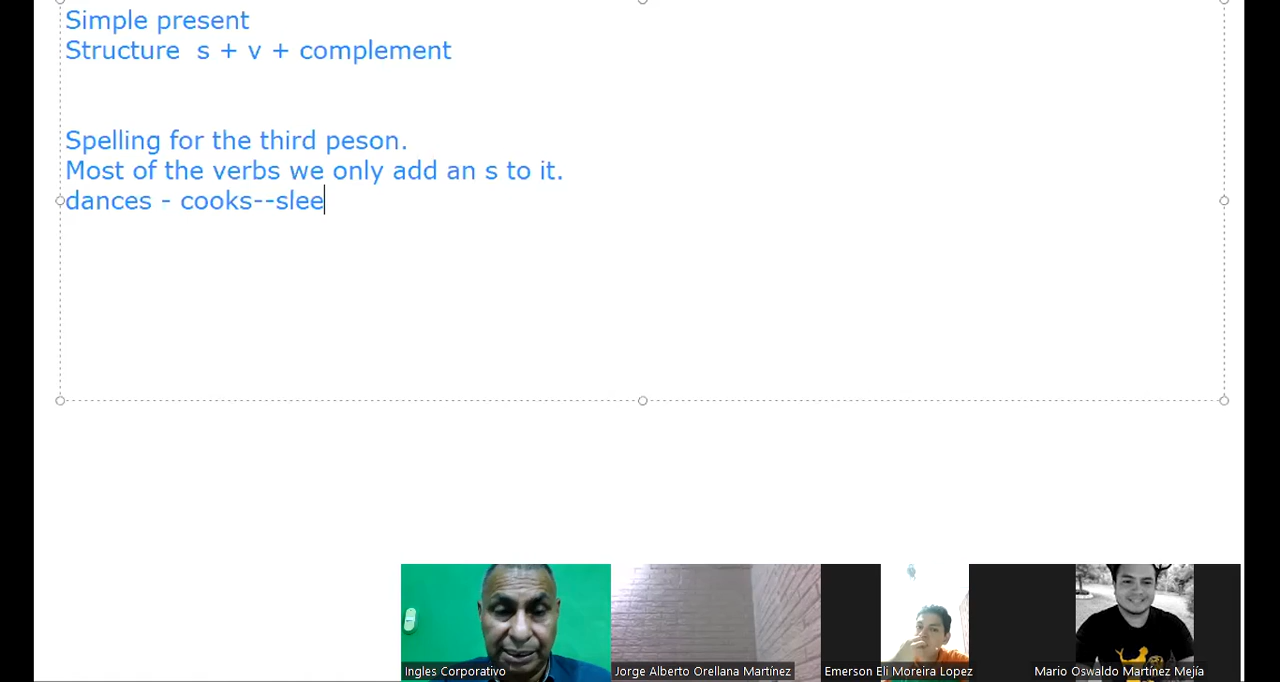 Simple present
Structure  s + v + complement
Spelling for the third peson.
Most of the verbs we only add an s to it.
dances - cooks--slee
Ingles Corporativo
Jorge Alberto Orellana Martínez
Emerson Eli Moreira Lopez
Mario Oswaldo Martínez Mejía